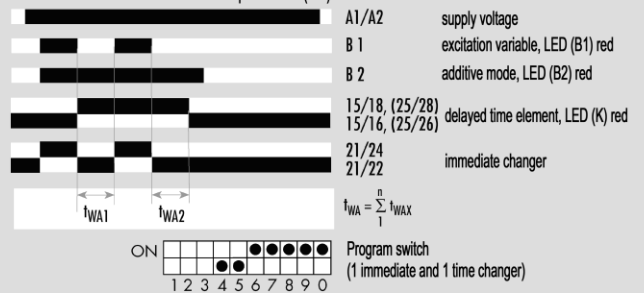 A1/A2 supply voltage
B 1 excitation variable, LED (B1) red
B 2 additive mode, LED (B2) red
15/18, (25/28)
15/16, (25/26) delayed time element, LED (K) red
21/24
21/22 immediate changer
tWA1 tWA2 tWA = n Σ 1 tWAX
ON Program switch
(1 immediate and 1 time changer)
1 2 3 4 5 6 7 8 9 0